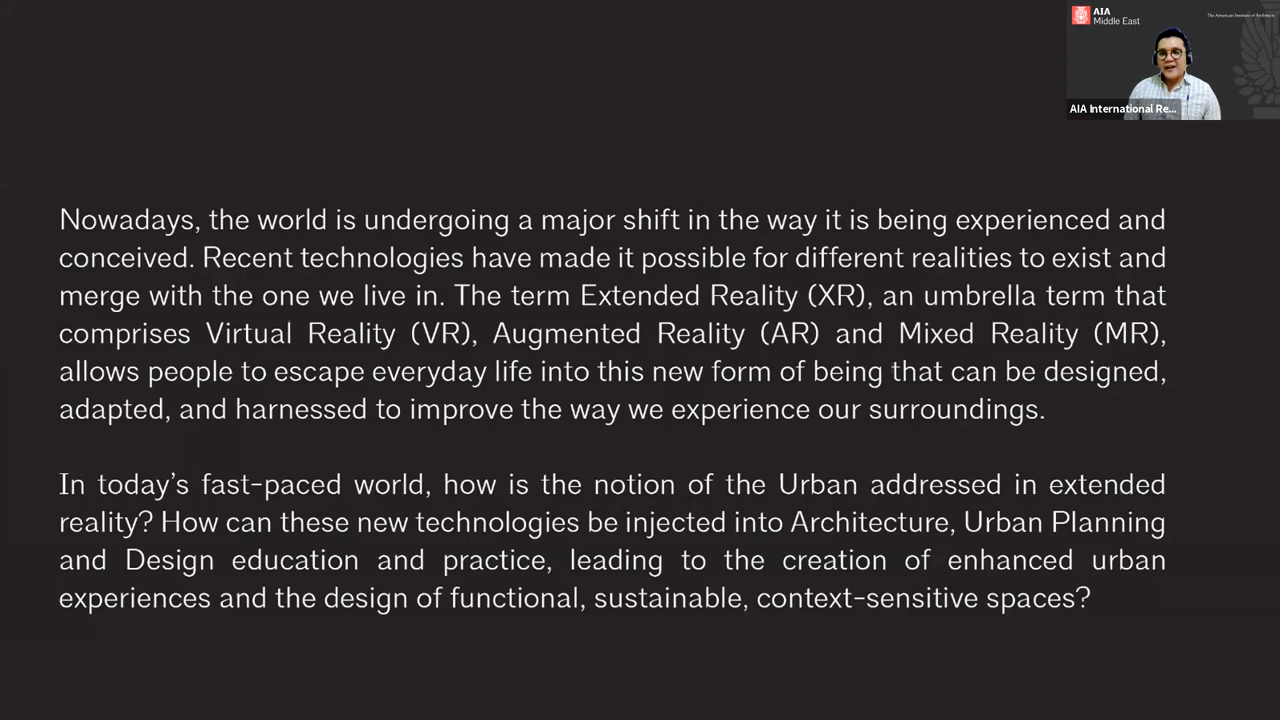 AIA
Middle East
The American Institute of Architects
AIA International Re...
Nowadays, the world is undergoing a major shift in the way it is being experienced and
conceived. Recent technologies have made it possible for different realities to exist and
merge with the one we live in. The term Extended Reality (XR), an umbrella term that
comprises Virtual Reality (VR), Augmented Reality (AR) and Mixed Reality (MR),
allows people to escape everyday life into this new form of being that can be designed,
adapted, and harnessed to improve the way we experience our surroundings.
In today’s fast-paced world, how is the notion of the Urban addressed in extended
reality? How can these new technologies be injected into Architecture, Urban Planning
and Design education and practice, leading to the creation of enhanced urban
experiences and the design of functional, sustainable, context-sensitive spaces?